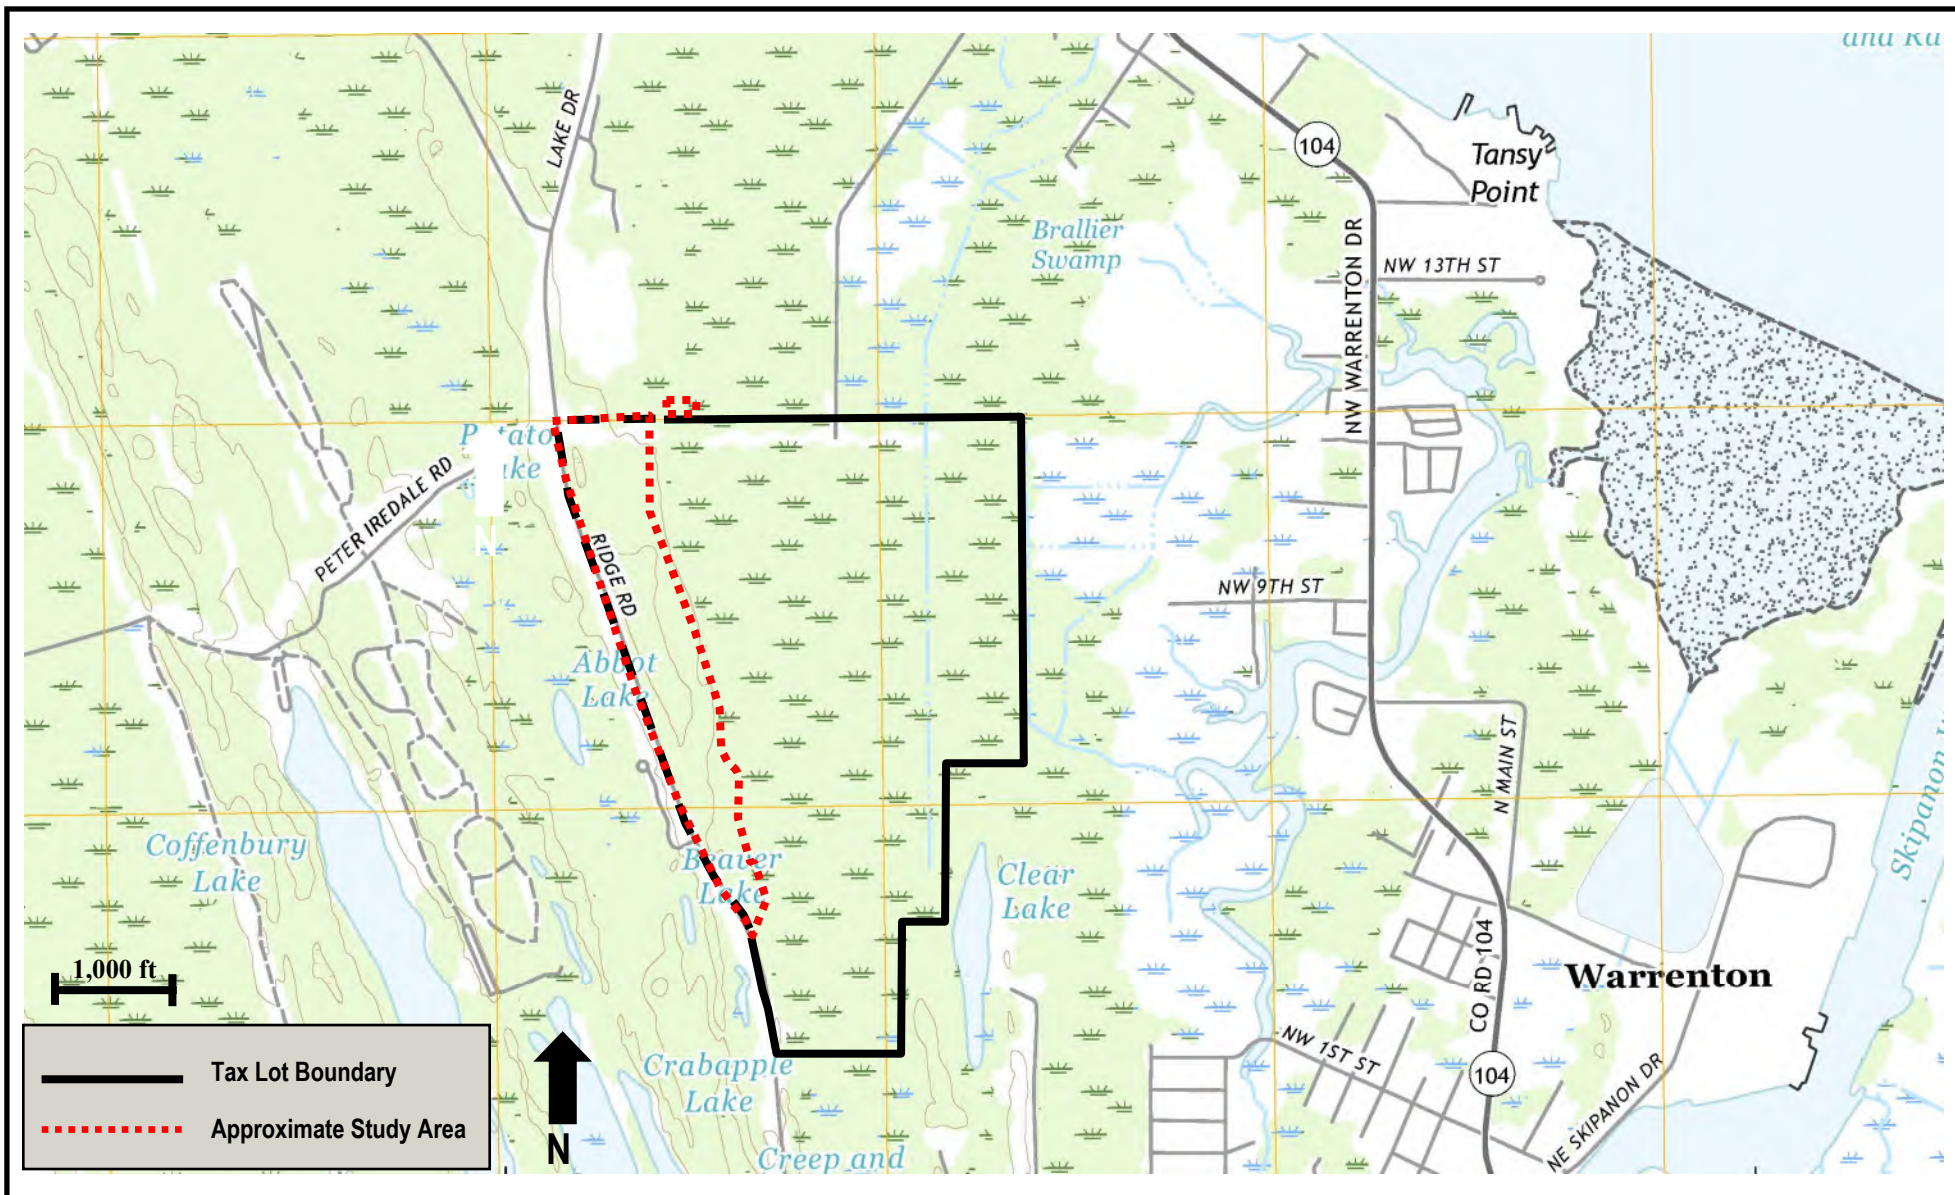 and Ra
LAKE DR
104
Tansy
Point
Brallier
Swamp
NW WARRENTON DR
NW 13TH ST
PETER IREDALE RD
N
RIDGE RD
NW 9TH ST
Abbot
Lake
N MAIN ST
Coffenbury
Lake
Beaver
Lake
Clear
Lake
Skipanon
1,000 ft
CO RD 104
Warrenton
Tax Lot Boundary
Approximate Study Area
N
Crabapple
Lake
NW 1ST ST
104
NE SKIPANON DR
Creep and